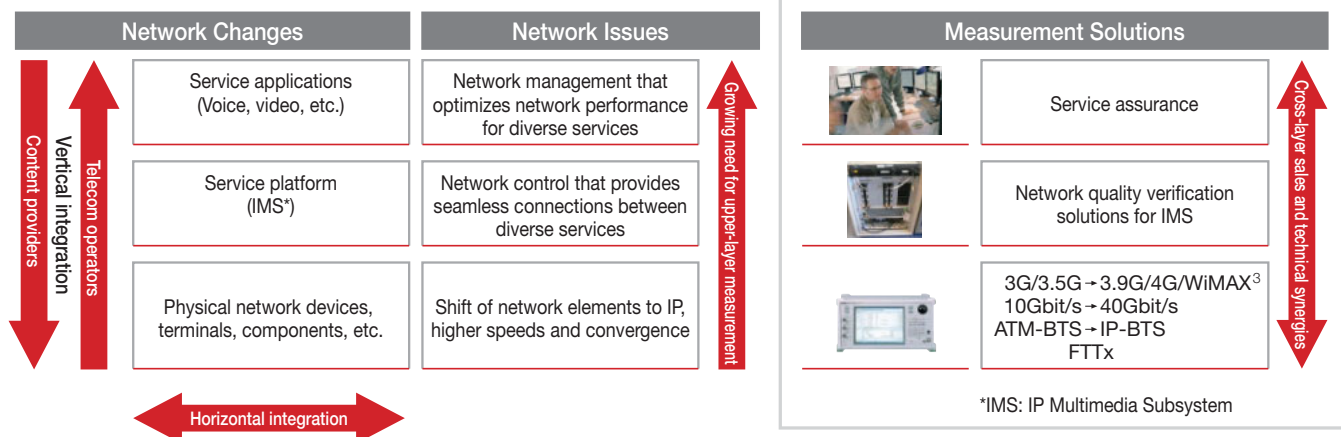 Network Changes
Network Issues
Measurement Solutions
Content providers
Vertical integration
Telecom operators
Service applications
(Voice, video, etc.)
Network management that
optimizes network performance
for diverse services
Service assurance
Service platform
(IMS*)
Network control that provides
seamless connections between
diverse services
Network quality verification
solutions for IMS
Physical network devices,
terminals, components, etc.
Shift of network elements to IP,
higher speeds and convergence
3G/3.5G→3.9G/4G/WiMAX³
10Gbit/s→40Gbit/s
ATM-BTS→IP-BTS
FTTx
Growing need for upper-layer measurement
Cross-layer sales and technical synergies
Horizontal integration
*IMS: IP Multimedia Subsystem